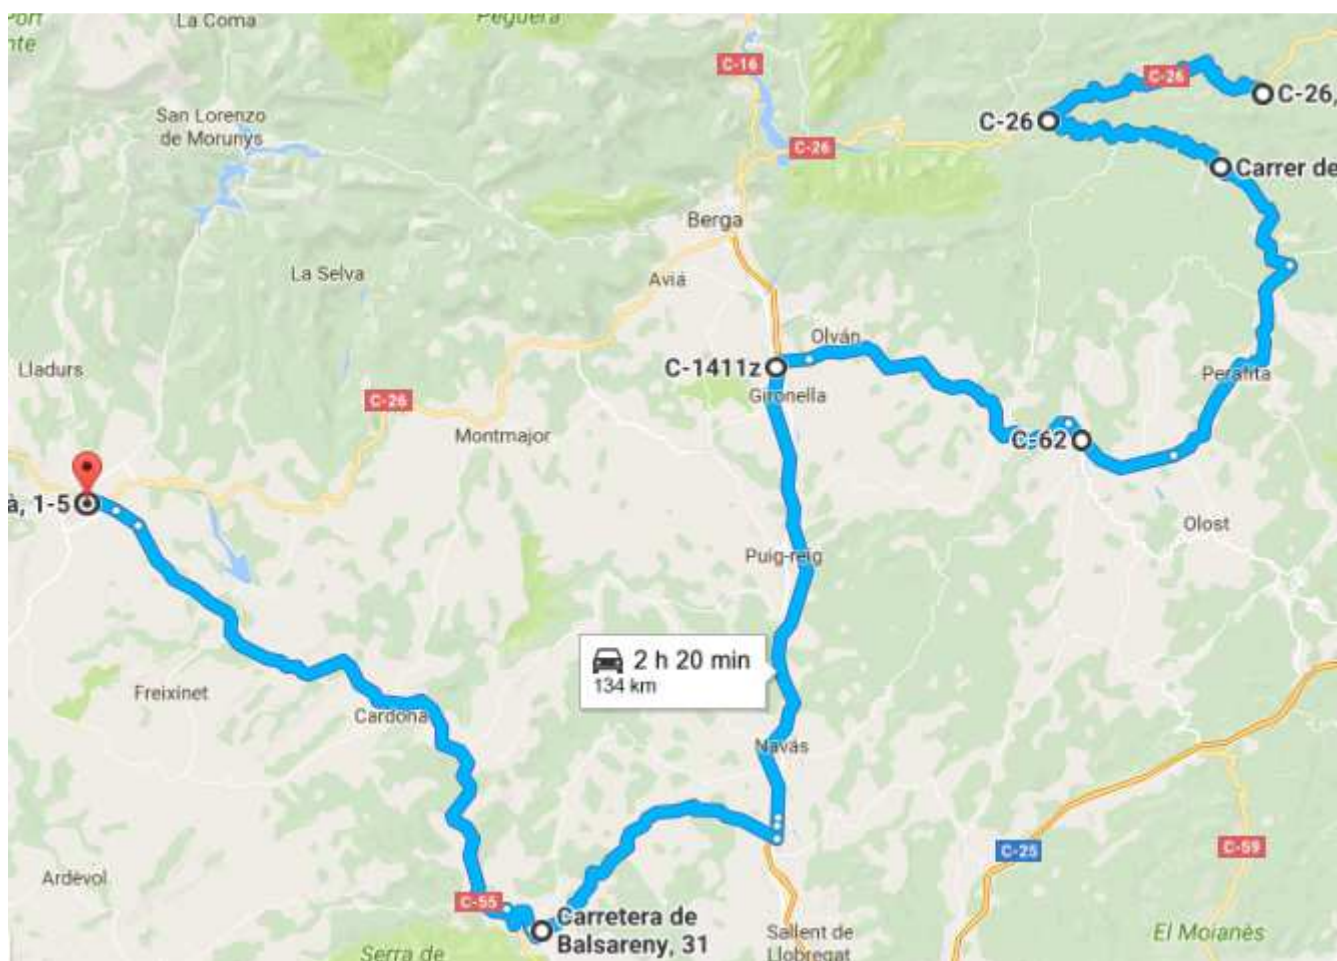 Port
nte
La Coma
Peguera
C-16
C-26
C-26,
San Lorenzo
de Morunys
C-26
C-26
Carrer de
Berga
La Selva
Avià
Olván
Lladurs
C-1411z
Gironella
Perafita
C-26
Montmajor
C-62
à, 1-5
Olost
Puig-reig
2 h 20 min
134 km
Freixinet
Cardona
Navás
C-25
C-59
Ardevol
C-55
Carretera de
Balsareny, 31
Sallent de
Llobregat
El Moianès
Serra de